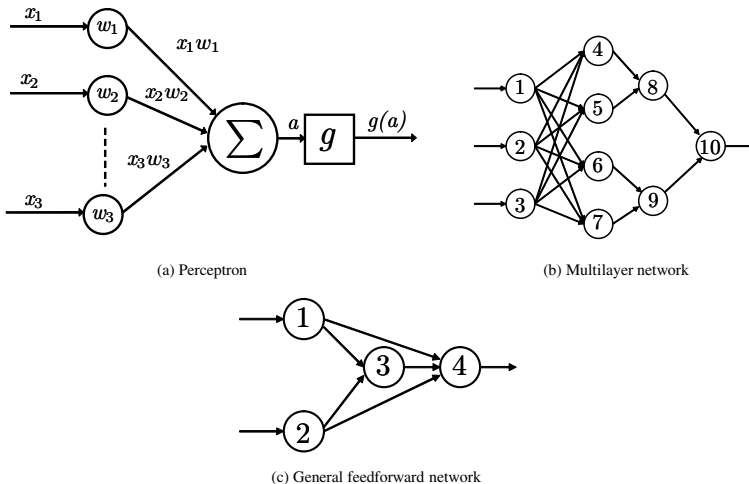 x₁
w₁
x₁w₁
x₂
w₂
x₂w₂
x₃w₃
x₃
w₃
∑
a
g
g(a)
(a) Perceptron
1
2
3
4
5
6
7
8
9
10
(b) Multilayer network
1
2
3
4
(c) General feedforward network